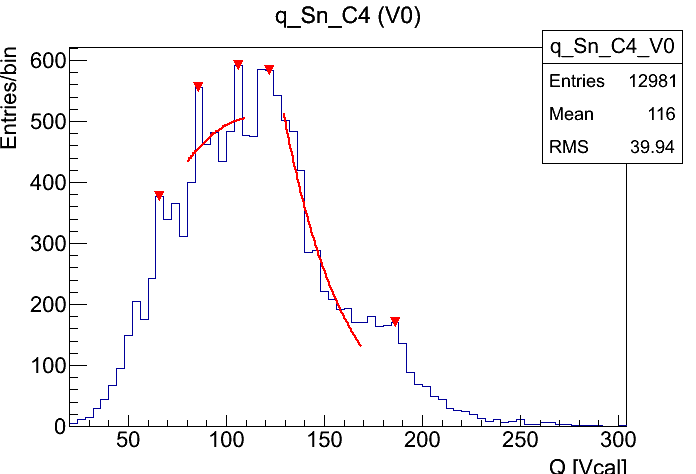 q_Sn_C4 (V0)
q_Sn_C4_V0
Entries 12981
Mean 116
RMS 39.94
Entries/bin
600
500
400
300
200
100
0
50 100 150 200 250 300
Q [Vcal]